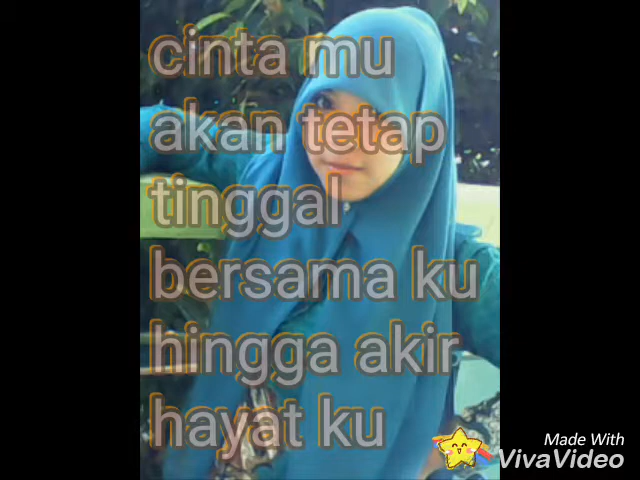 cinta mu
akan tetap
tinggal
bersama ku
hingga akir
hayat ku
Made With
VivaVideo